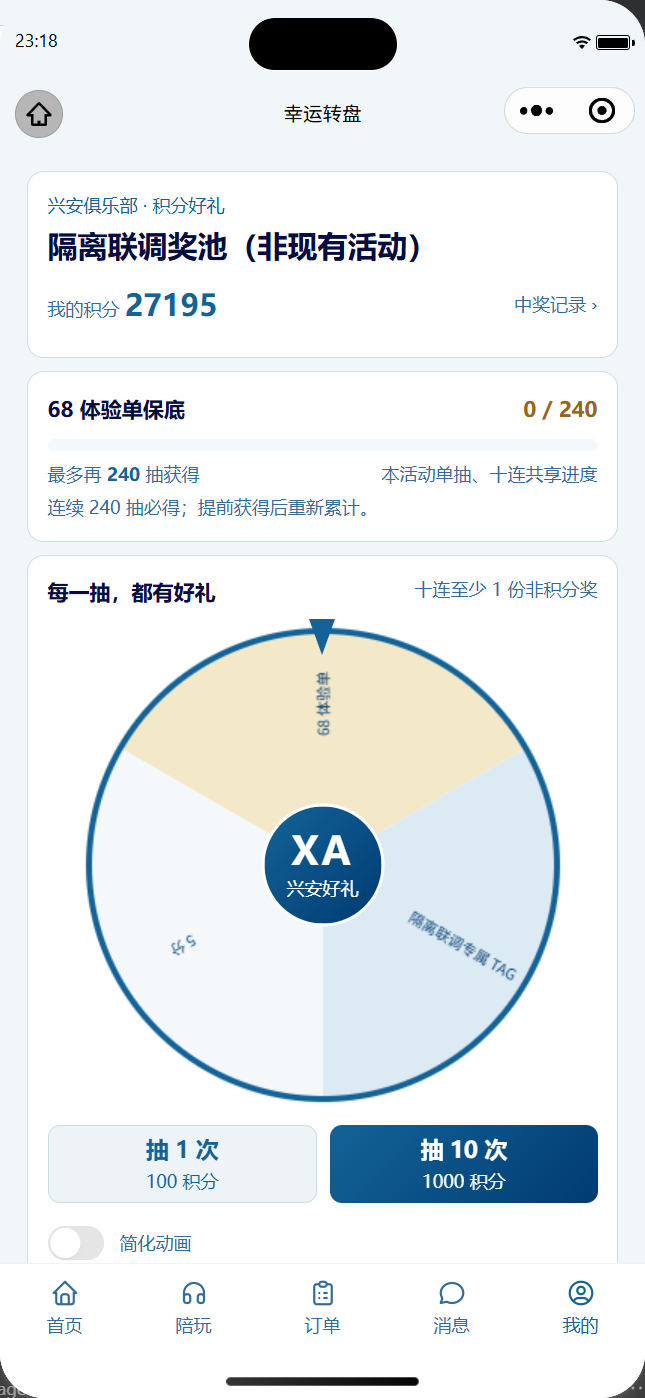 23:18
幸运转盘
兴安俱乐部 · 积分好礼
隔离联调奖池（非现有活动）
我的积分 27195
中奖记录 ›
68 体验单保底
0 / 240
最多再 240 抽获得
本活动单抽、十连共享进度
连续 240 抽必得；提前获得后重新累计。
每一抽，都有好礼
十连至少 1 份非积分奖
68 体验单
XA
兴安好礼
隔离联调专属 TAG
5 分
抽 1 次
100 积分
抽 10 次
1000 积分
简化动画
首页
陪玩
订单
消息
我的